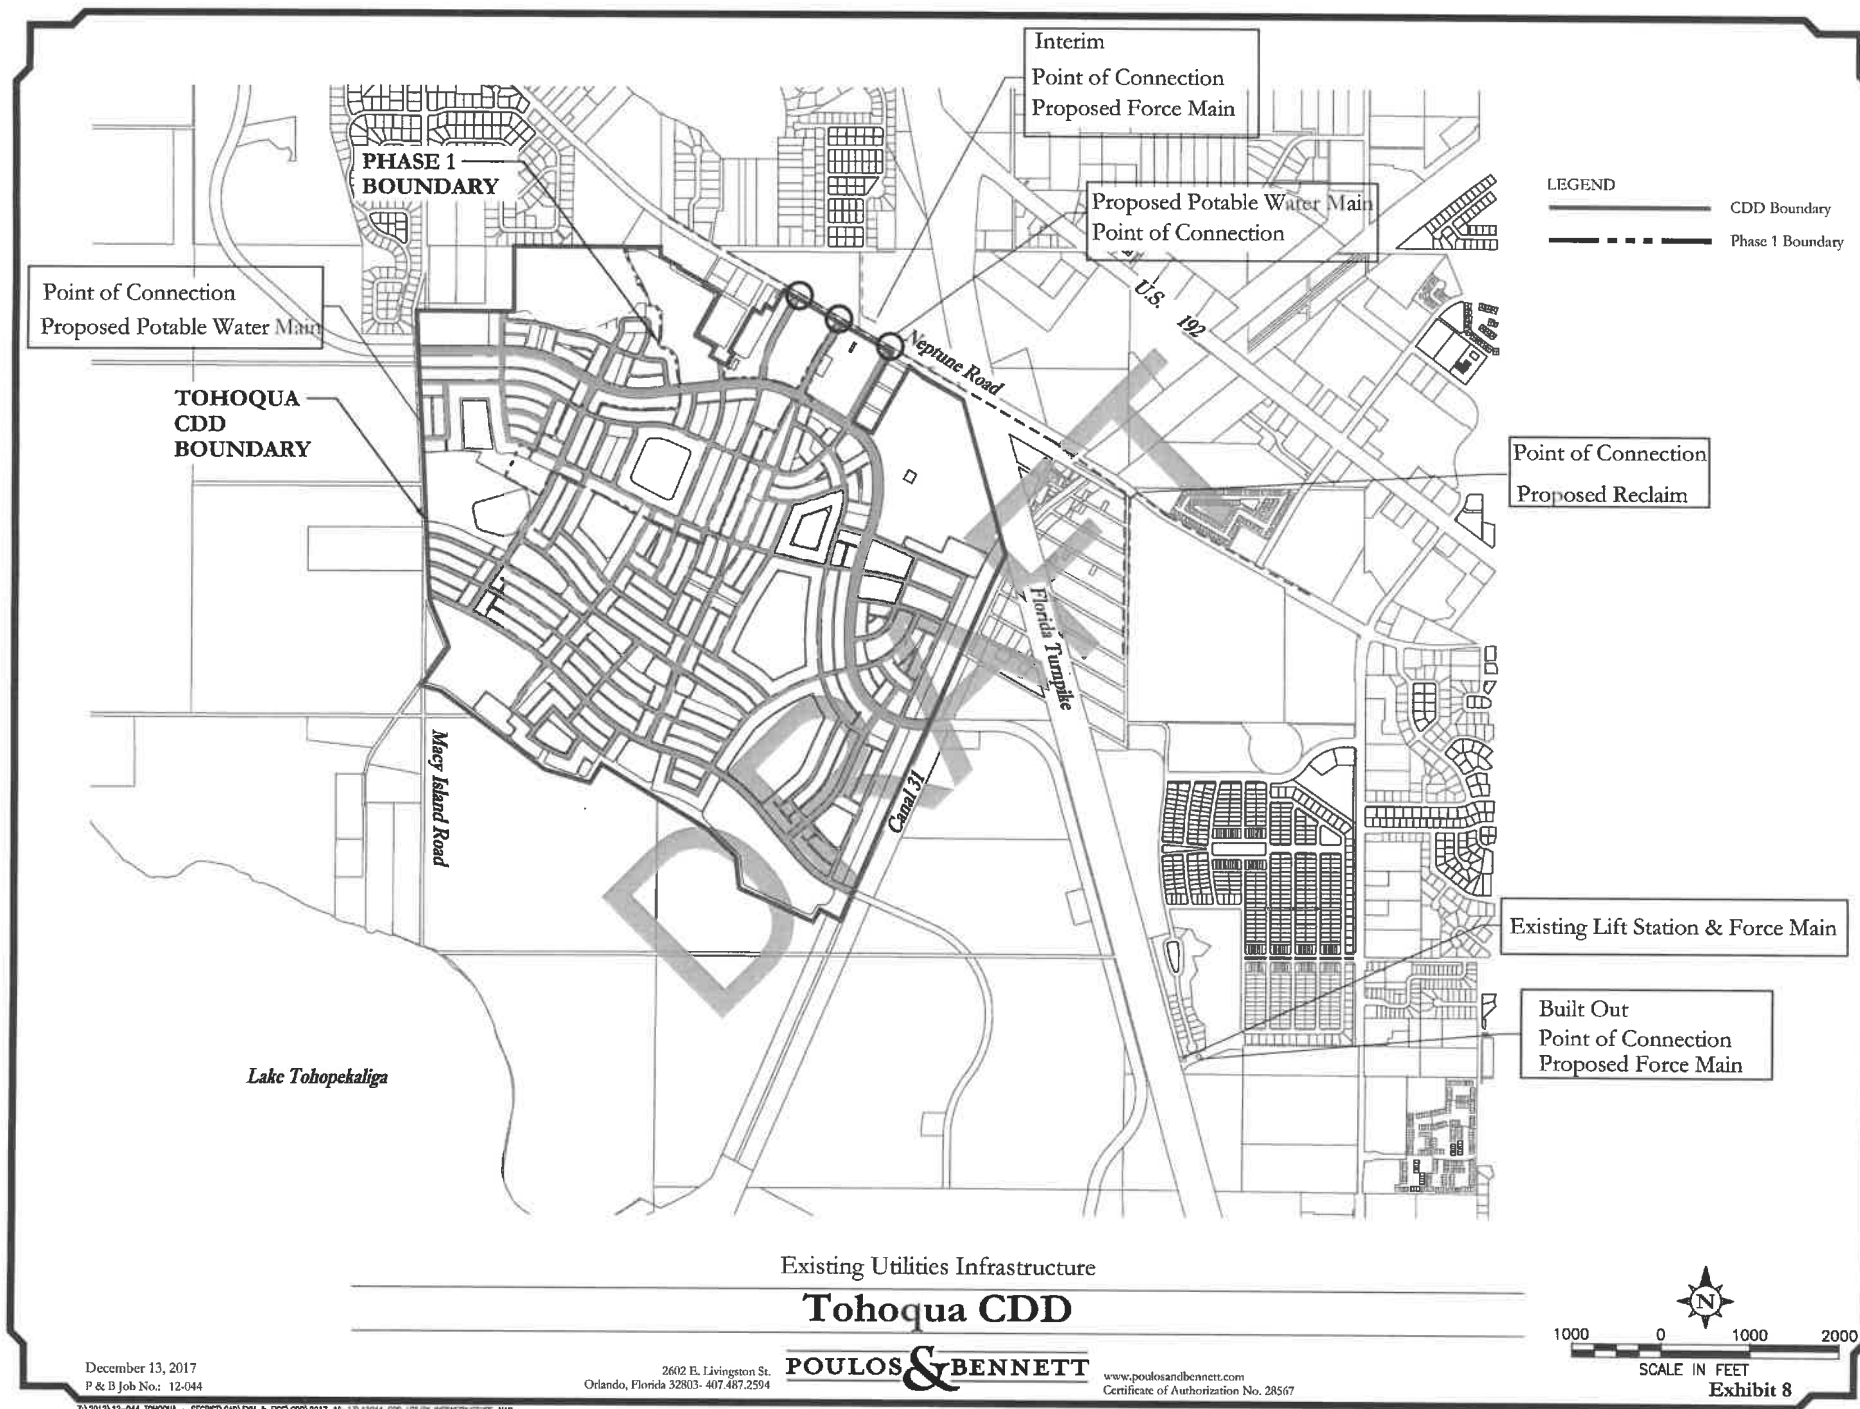 Interim
Point of Connection
Proposed Force Main
PHASE 1
BOUNDARY
Proposed Potable Water Main
Point of Connection
LEGEND
CDD Boundary
Phase 1 Boundary
Point of Connection
Proposed Potable Water Main
U.S. 192
Neptune Road
TOHOQUA
CDD
BOUNDARY
Point of Connection
Proposed Reclaim
Florida Turnpike
Macy Island Road
Canal 31
DRAFT
Existing Lift Station & Force Main
Built Out
Point of Connection
Proposed Force Main
Lake Tohopekaliga
Existing Utilities Infrastructure
Tohoqua CDD
N
1000 0 1000 2000
SCALE IN FEET
Exhibit 8
December 13, 2017
P & B Job No.: 12-044
2602 E. Livingston St.
Orlando, Florida 32803- 407.487.2594
POULOS & BENNETT
www.poulosandbennett.com
Certificate of Authorization No. 28567